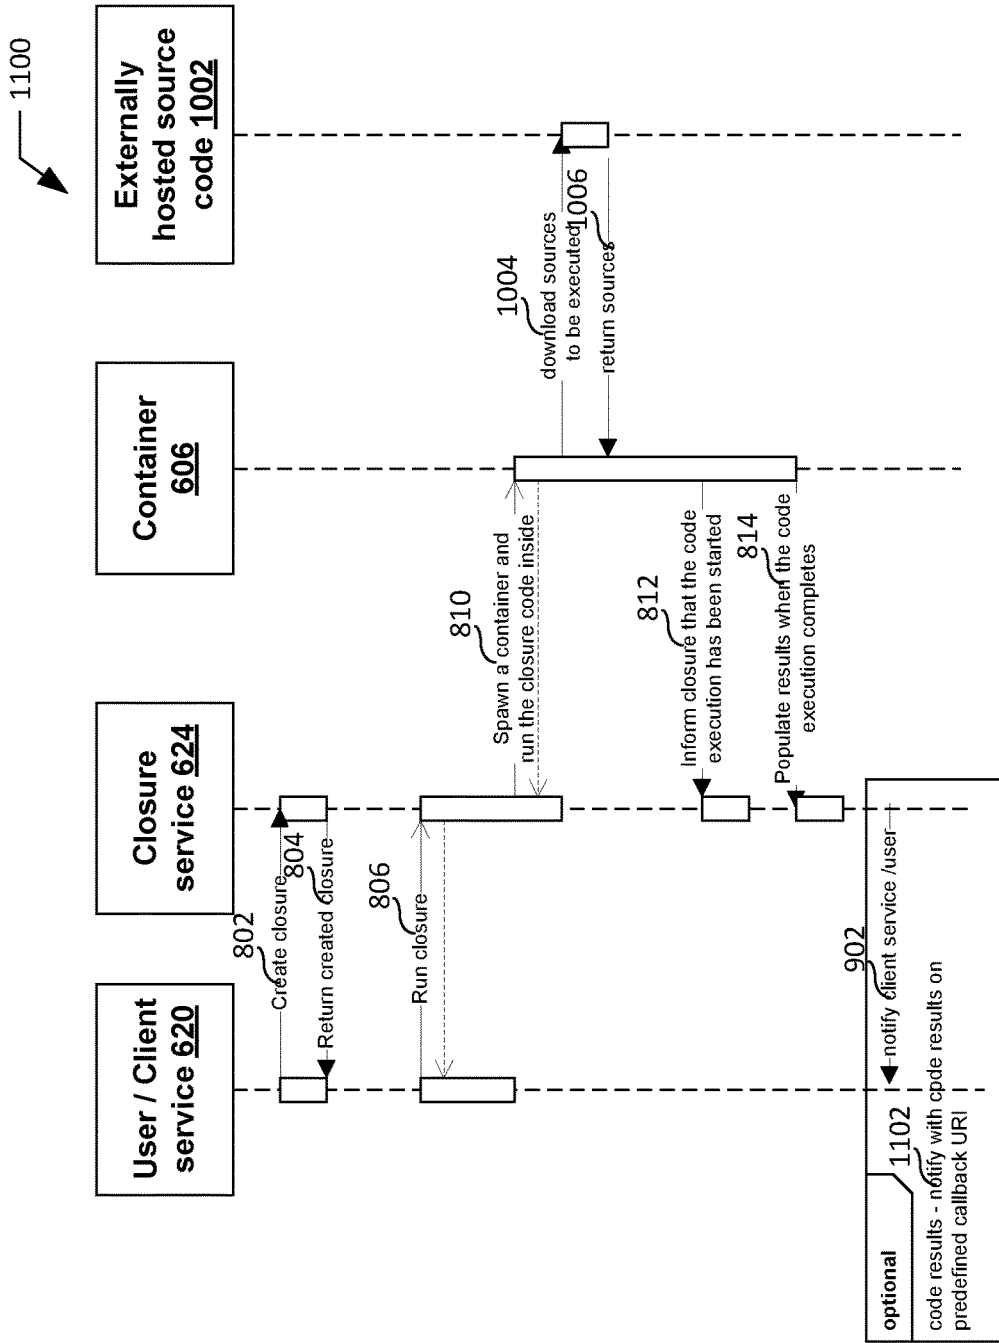 1100
User / Client
service 620
Closure
service 624
Container
606
Externally
hosted source
code 1002
802
Create closure
804
Return created closure
806
Run closure
810
Spawn a container and
run the closure code inside
1004
download sources
to be executed
1006
return sources
812
Inform closure that the code
execution has been started
814
Populate results when the code
execution completes
optional
902
notify client service /user
1102
code results - notify with code results on
predefined callback URI